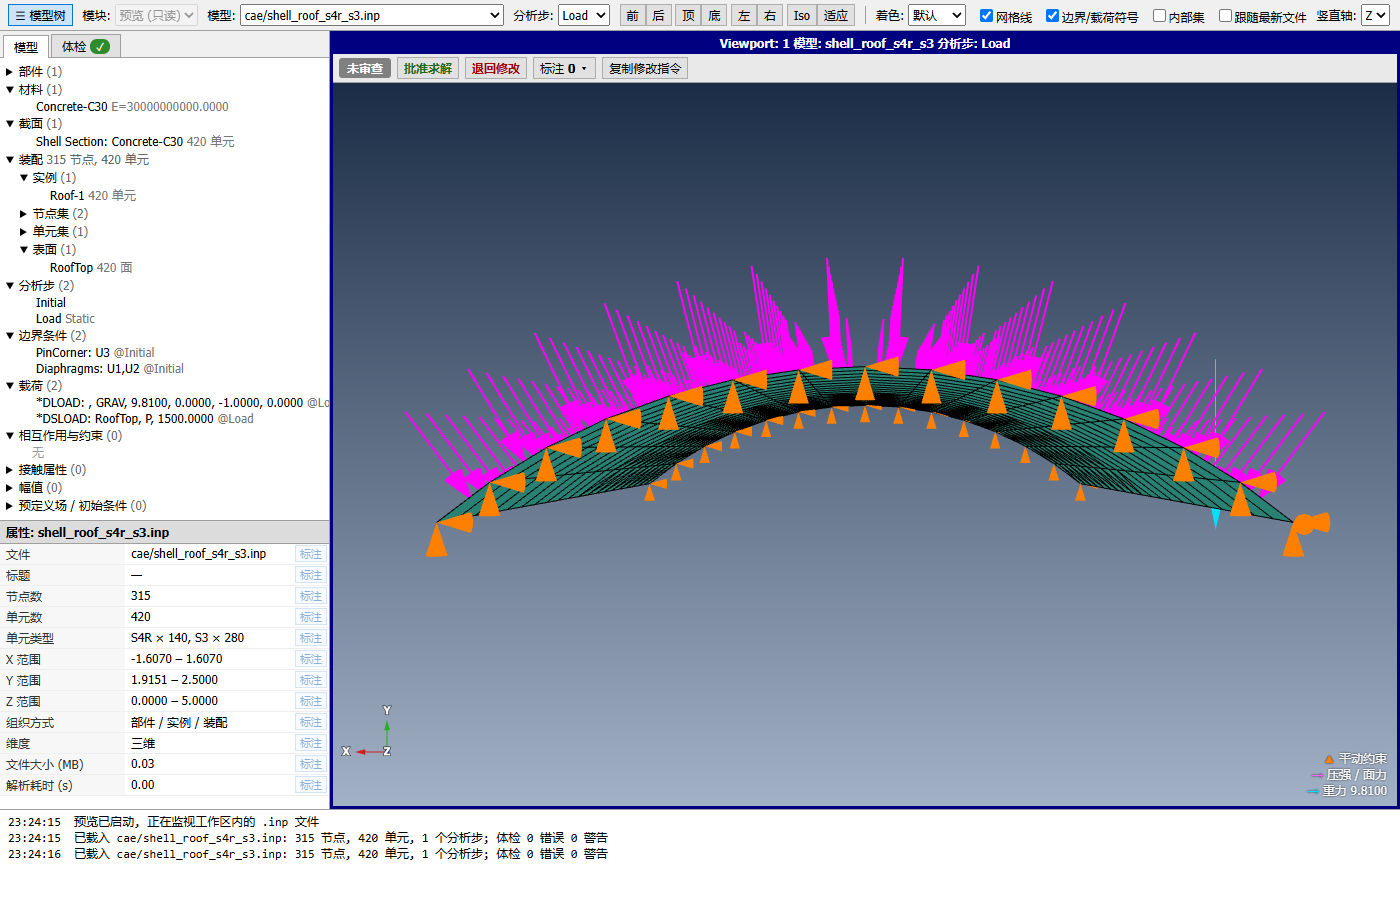 ☰ 模型树 模块: 预览 (只读) 模型: cae/shell_roof_s4r_s3.inp 分析步: Load 前 后 顶 底 左 右 Iso 适应 着色: 默认 网格线 边界/载荷符号 内部集 跟随最新文件 竖直轴: Z
模型 体检 ✓
部件 (1)
材料 (1)
Concrete-C30 E=30000000000.0000
截面 (1)
Shell Section: Concrete-C30 420 单元
装配 315 节点, 420 单元
实例 (1)
Roof-1 420 单元
节点集 (2)
单元集 (1)
表面 (1)
RoofTop 420 面
分析步 (2)
Initial
Load Static
边界条件 (2)
PinCorner: U3 @Initial
Diaphragms: U1,U2 @Initial
载荷 (2)
*DLOAD: , GRAV, 9.8100, 0.0000, -1.0000, 0.0000 @Lo
*DSLOAD: RoofTop, P, 1500.0000 @Load
相互作用与约束 (0)
无
接触属性 (0)
幅值 (0)
预定义场 / 初始条件 (0)
属性: shell_roof_s4r_s3.inp
文件 cae/shell_roof_s4r_s3.inp 标注
标题 — 标注
节点数 315 标注
单元数 420 标注
单元类型 S4R × 140, S3 × 280 标注
X 范围 -1.6070 – 1.6070 标注
Y 范围 1.9151 – 2.5000 标注
Z 范围 0.0000 – 5.0000 标注
组织方式 部件 / 实例 / 装配 标注
维度 三维 标注
文件大小 (MB) 0.03 标注
解析耗时 (s) 0.00 标注
Viewport: 1 模型: shell_roof_s4r_s3 分析步: Load
未审查 批准求解 退回修改 标注 0 复制修改指令
Y
X
Z
平动约束
压强 / 面力
重力 9.8100
23:24:15 预览已启动, 正在监视工作区内的 .inp 文件
23:24:15 已载入 cae/shell_roof_s4r_s3.inp: 315 节点, 420 单元, 1 个分析步; 体检 0 错误 0 警告
23:24:16 已载入 cae/shell_roof_s4r_s3.inp: 315 节点, 420 单元, 1 个分析步; 体检 0 错误 0 警告